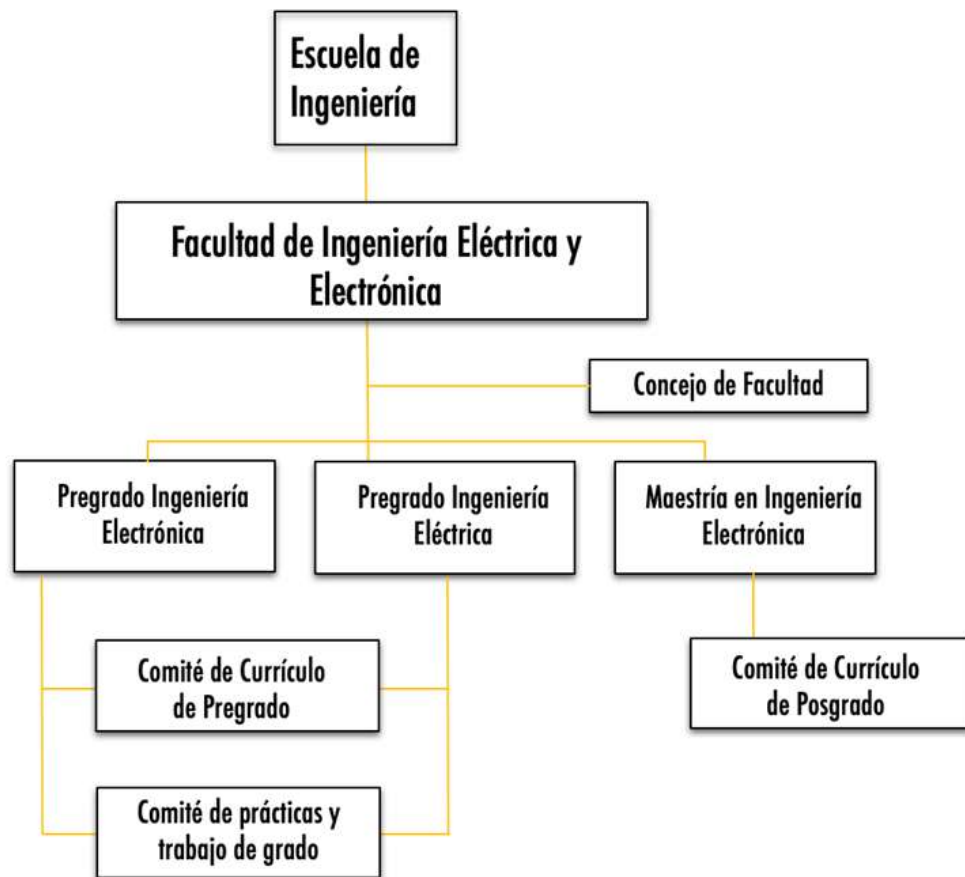 Escuela de
Ingeniería
Facultad de Ingeniería Eléctrica y
Electrónica
Concejo de Facultad
Pregrado Ingeniería
Electrónica
Pregrado Ingeniería
Eléctrica
Maestría en Ingeniería
Electrónica
Comité de Currículo
de Pregrado
Comité de Currículo
de Posgrado
Comité de prácticas y
trabajo de grado